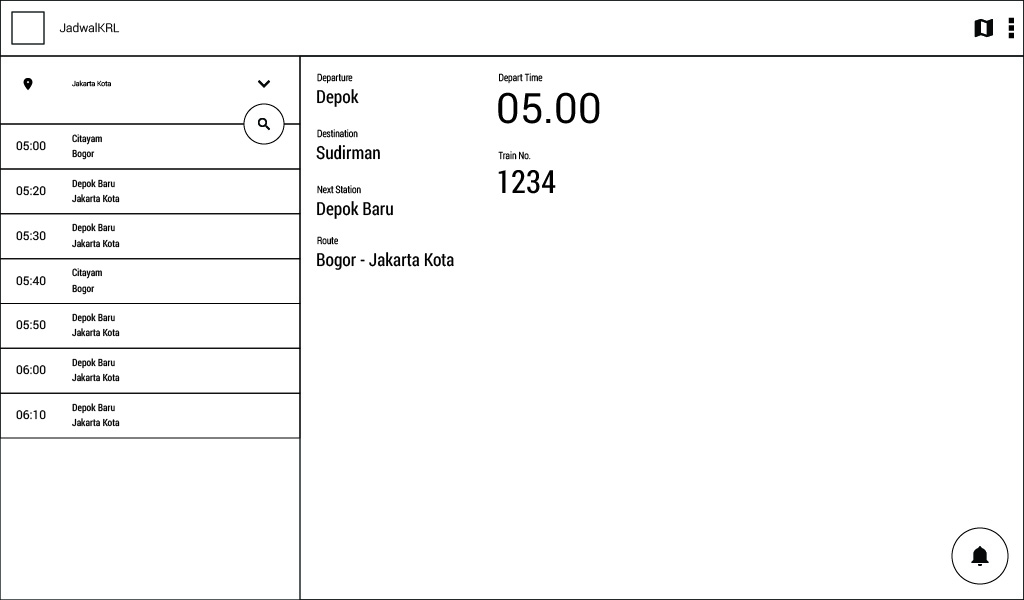 JadwalKRL
Jakarta Kota
05:00
Citayam
Bogor
05:20
Depok Baru
Jakarta Kota
05:30
Depok Baru
Jakarta Kota
05:40
Citayam
Bogor
05:50
Depok Baru
Jakarta Kota
06:00
Depok Baru
Jakarta Kota
06:10
Depok Baru
Jakarta Kota
Departure
Depok
Destination
Sudirman
Next Station
Depok Baru
Route
Bogor - Jakarta Kota
Depart Time
05.00
Train No.
1234